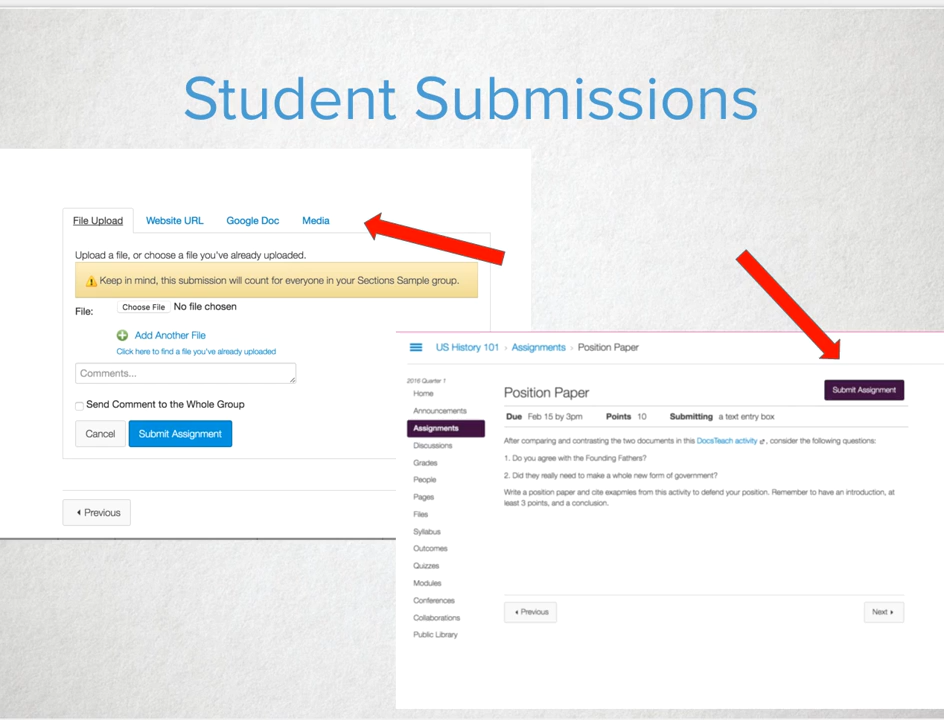 Student Submissions
File Upload Website URL Google Doc Media
Upload a file, or choose a file you've already uploaded.
Keep in mind, this submission will count for everyone in your Sections Sample group.
File: Choose File No file chosen
Add Another File
Click here to find a file you've already uploaded
Comments...
Send Comment to the Whole Group
Cancel Submit Assignment
Previous
US History 101 › Assignments › Position Paper
2016 Quarter 1
Home
Announcements
Assignments
Discussions
Grades
People
Pages
Files
Syllabus
Outcomes
Quizzes
Modules
Conferences
Collaborations
Public Library
Position Paper
Submit Assignment
Due Feb 15 by 3pm Points 10 Submitting a text entry box
After comparing and contrasting the two documents in this DocsTeach activity , consider the following questions:
1. Do you agree with the Founding Fathers?
2. Did they really need to make a whole new form of government?
Write a position paper and cite exapmles from this activity to defend your position. Remember to have an introduction, at
least 3 points, and a conclusion.
Previous
Next